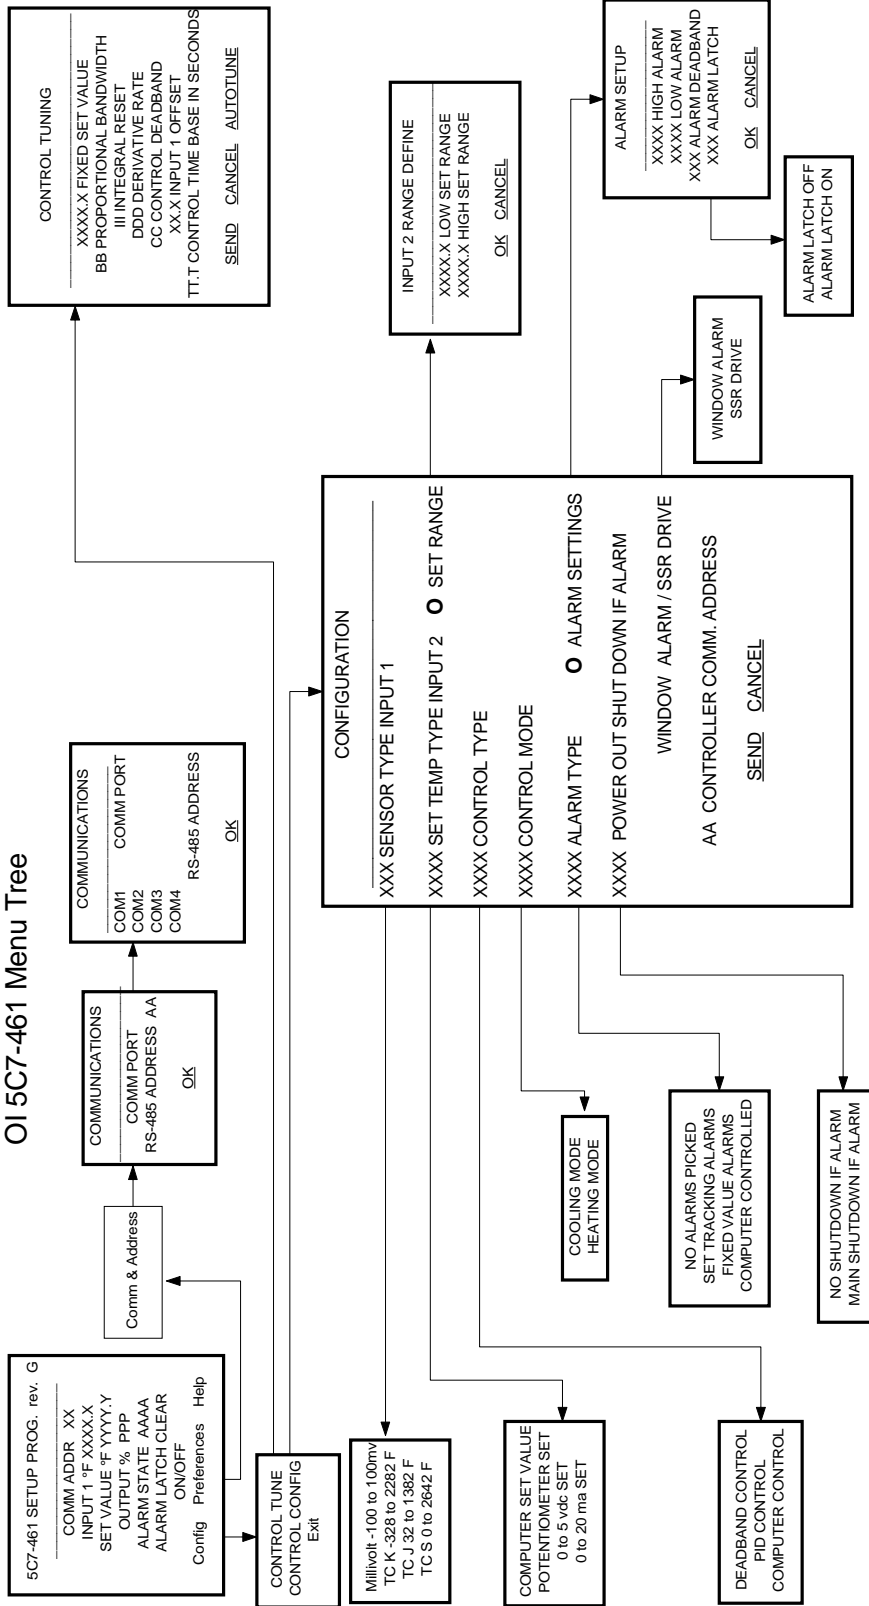 OI 5C7-461 Menu Tree
5C7-461 SETUP PROG. rev. G
COMM ADDR XX
INPUT 1 °F XXXX.X
SET VALUE °F YYYY.Y
OUTPUT % PPP
ALARM STATE AAAA
ALARM LATCH CLEAR
ON/OFF
Config Preferences Help
Comm & Address
COMMUNICATIONS
COMM PORT
RS-485 ADDRESS AA
OK
COMMUNICATIONS
COM1 COMM PORT
COM2
COM3
COM4
RS-485 ADDRESS
OK
CONTROL TUNING
XXXX.X FIXED SET VALUE
BB PROPORTIONAL BANDWIDTH
III INTEGRAL RESET
DDD DERIVATIVE RATE
CC CONTROL DEADBAND
XX.X INPUT 1 OFFSET
TT.T CONTROL TIME BASE IN SECONDS
SEND CANCEL AUTOTUNE
CONTROL TUNE
CONTROL CONFIG
Exit
CONFIGURATION
XXX SENSOR TYPE INPUT 1
XXXX SET TEMP TYPE INPUT 2 O SET RANGE
XXXX CONTROL TYPE
XXXX CONTROL MODE
XXXX ALARM TYPE O ALARM SETTINGS
XXXX POWER OUT SHUT DOWN IF ALARM
WINDOW ALARM / SSR DRIVE
AA CONTROLLER COMM. ADDRESS
SEND CANCEL
Millivolt -100 to 100mv
TC K -328 to 2282 F
TC J 32 to 1382 F
TC S 0 to 2642 F
COMPUTER SET VALUE
POTENTIOMETER SET
0 to 5 vdc SET
0 to 20 ma SET
DEADBAND CONTROL
PID CONTROL
COMPUTER CONTROL
COOLING MODE
HEATING MODE
NO ALARMS PICKED
SET TRACKING ALARMS
FIXED VALUE ALARMS
COMPUTER CONTROLLED
NO SHUTDOWN IF ALARM
MAIN SHUTDOWN IF ALARM
INPUT 2 RANGE DEFINE
XXXX.X LOW SET RANGE
XXXX.X HIGH SET RANGE
OK CANCEL
ALARM SETUP
XXXX HIGH ALARM
XXXX LOW ALARM
XXX ALARM DEADBAND
XXX ALARM LATCH
OK CANCEL
WINDOW ALARM
SSR DRIVE
ALARM LATCH OFF
ALARM LATCH ON